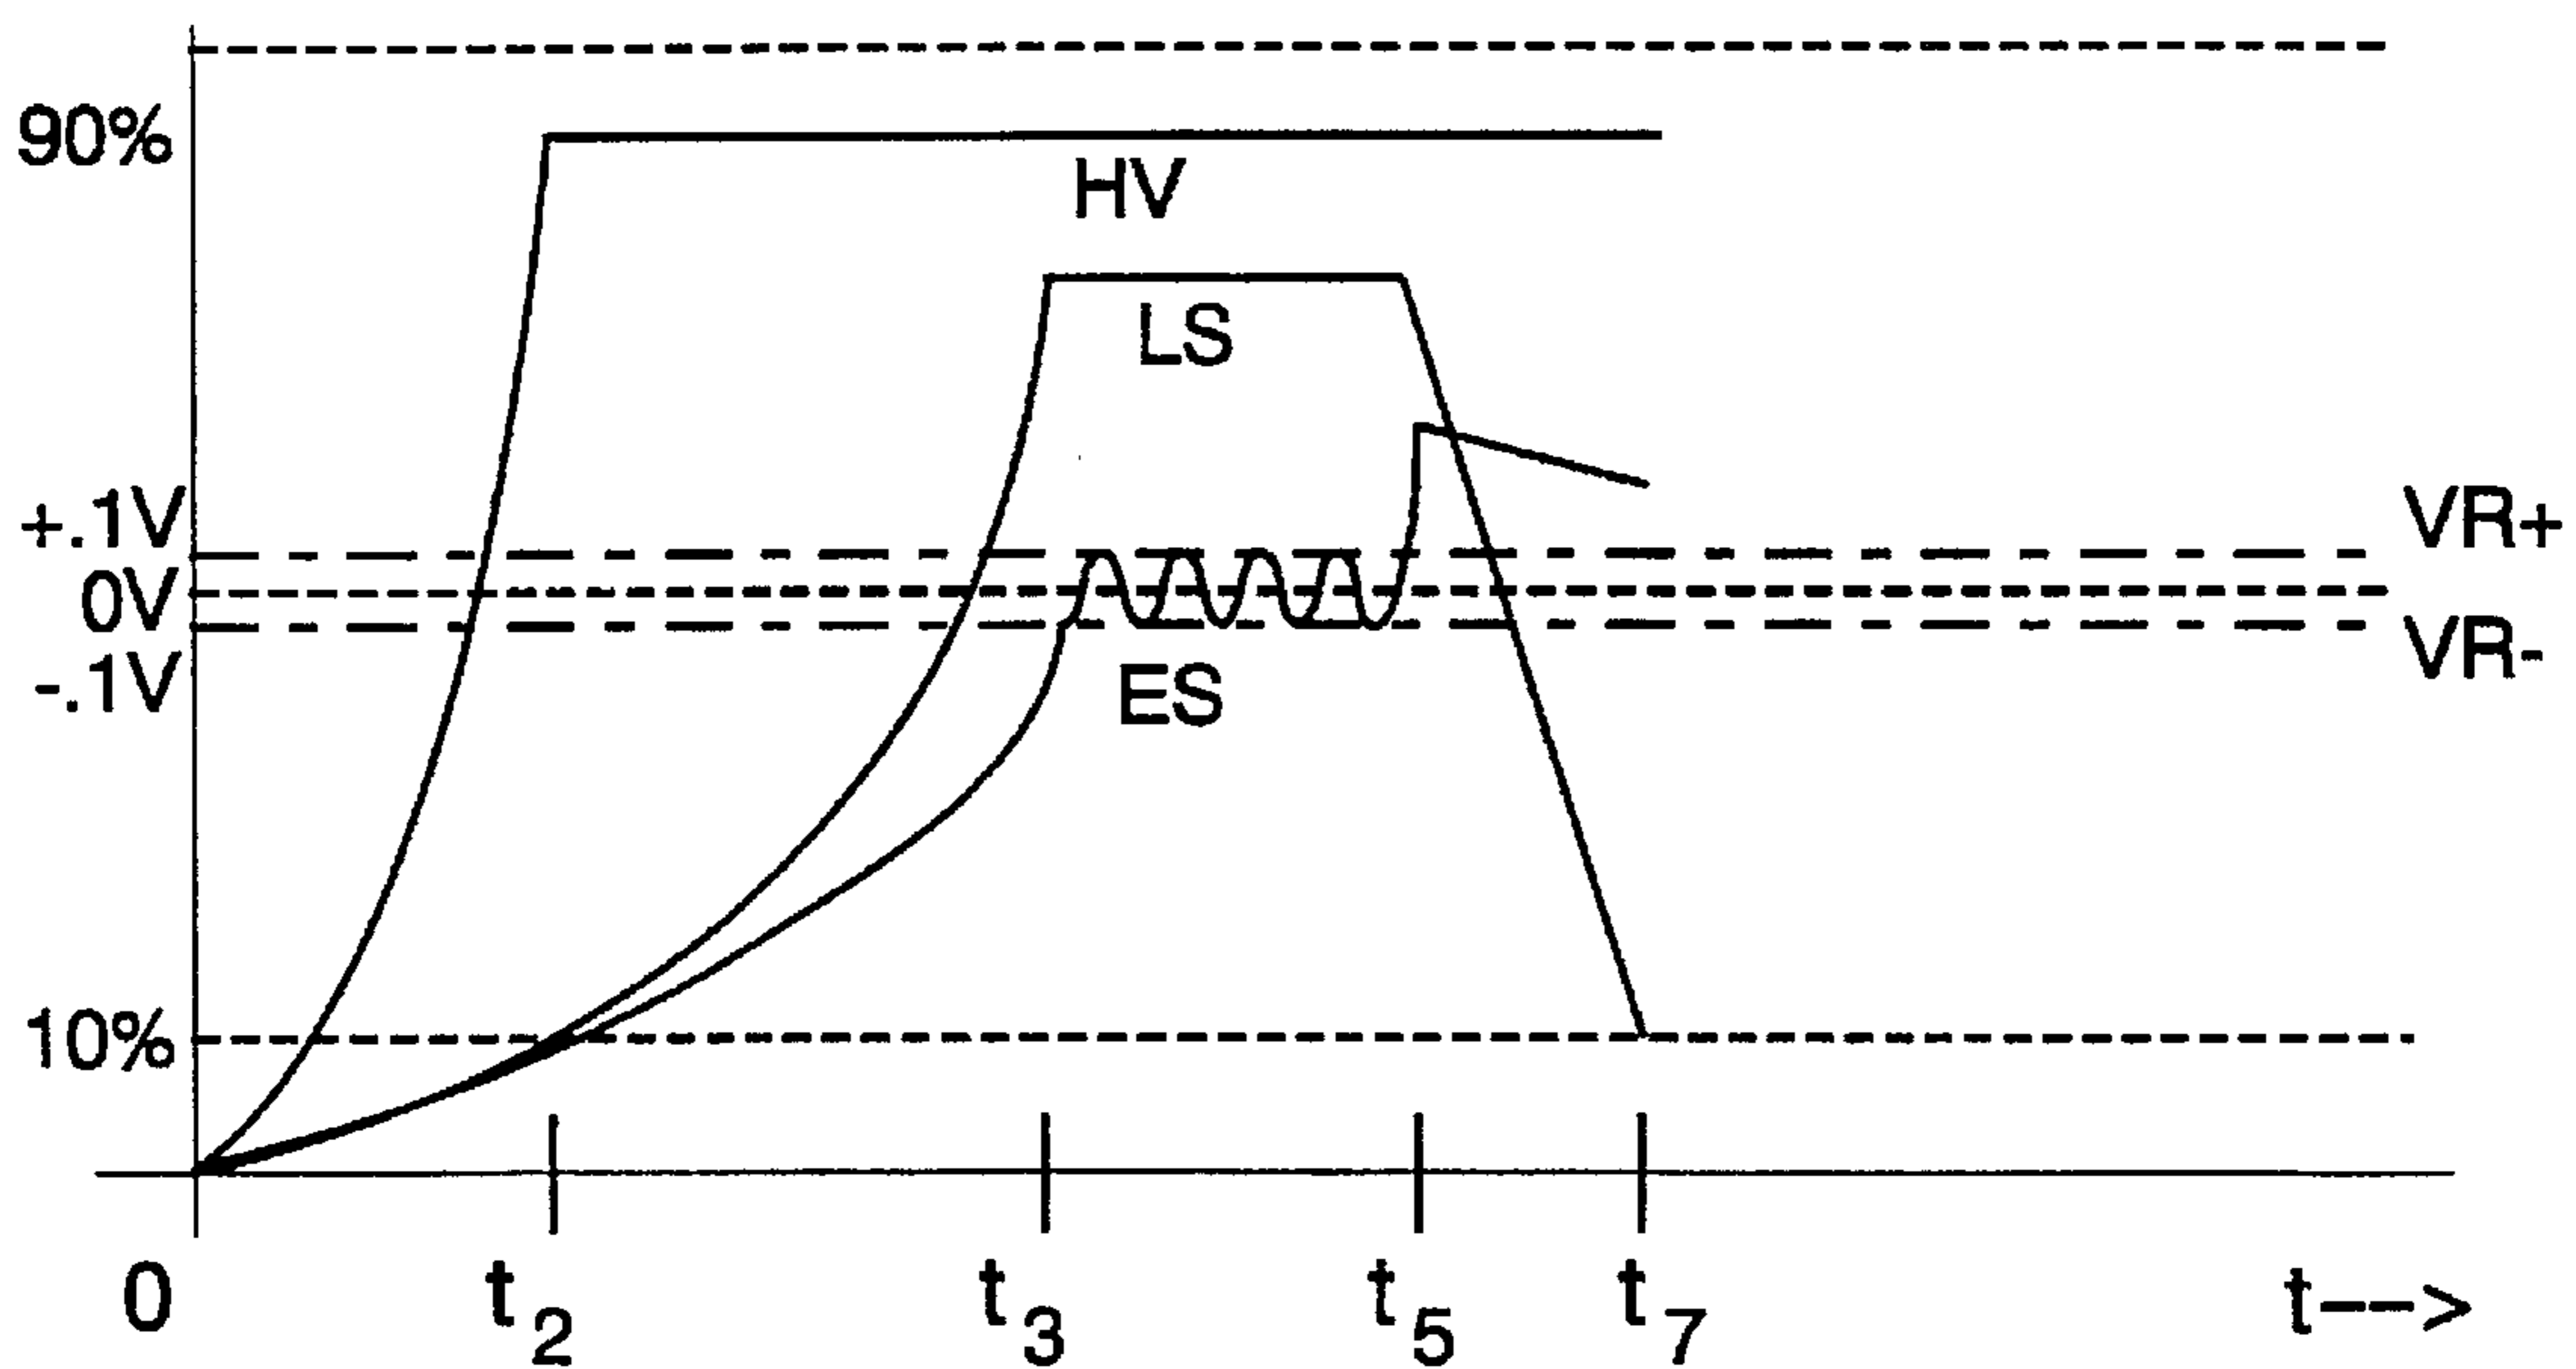 90%
HV
LS
+.1V
VR+
0V
-.1V
VR-
ES
10%
0
t2
t3
t5
t7
t-->